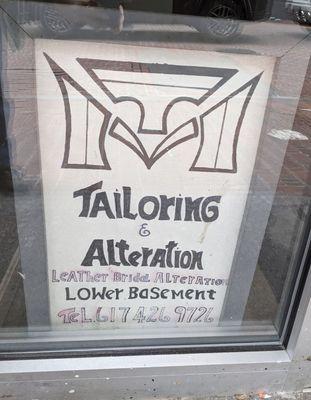 Tailoring
&
Alteration
Leather Bridal Alteration
Lower Basement
Tel. 617 426 9726